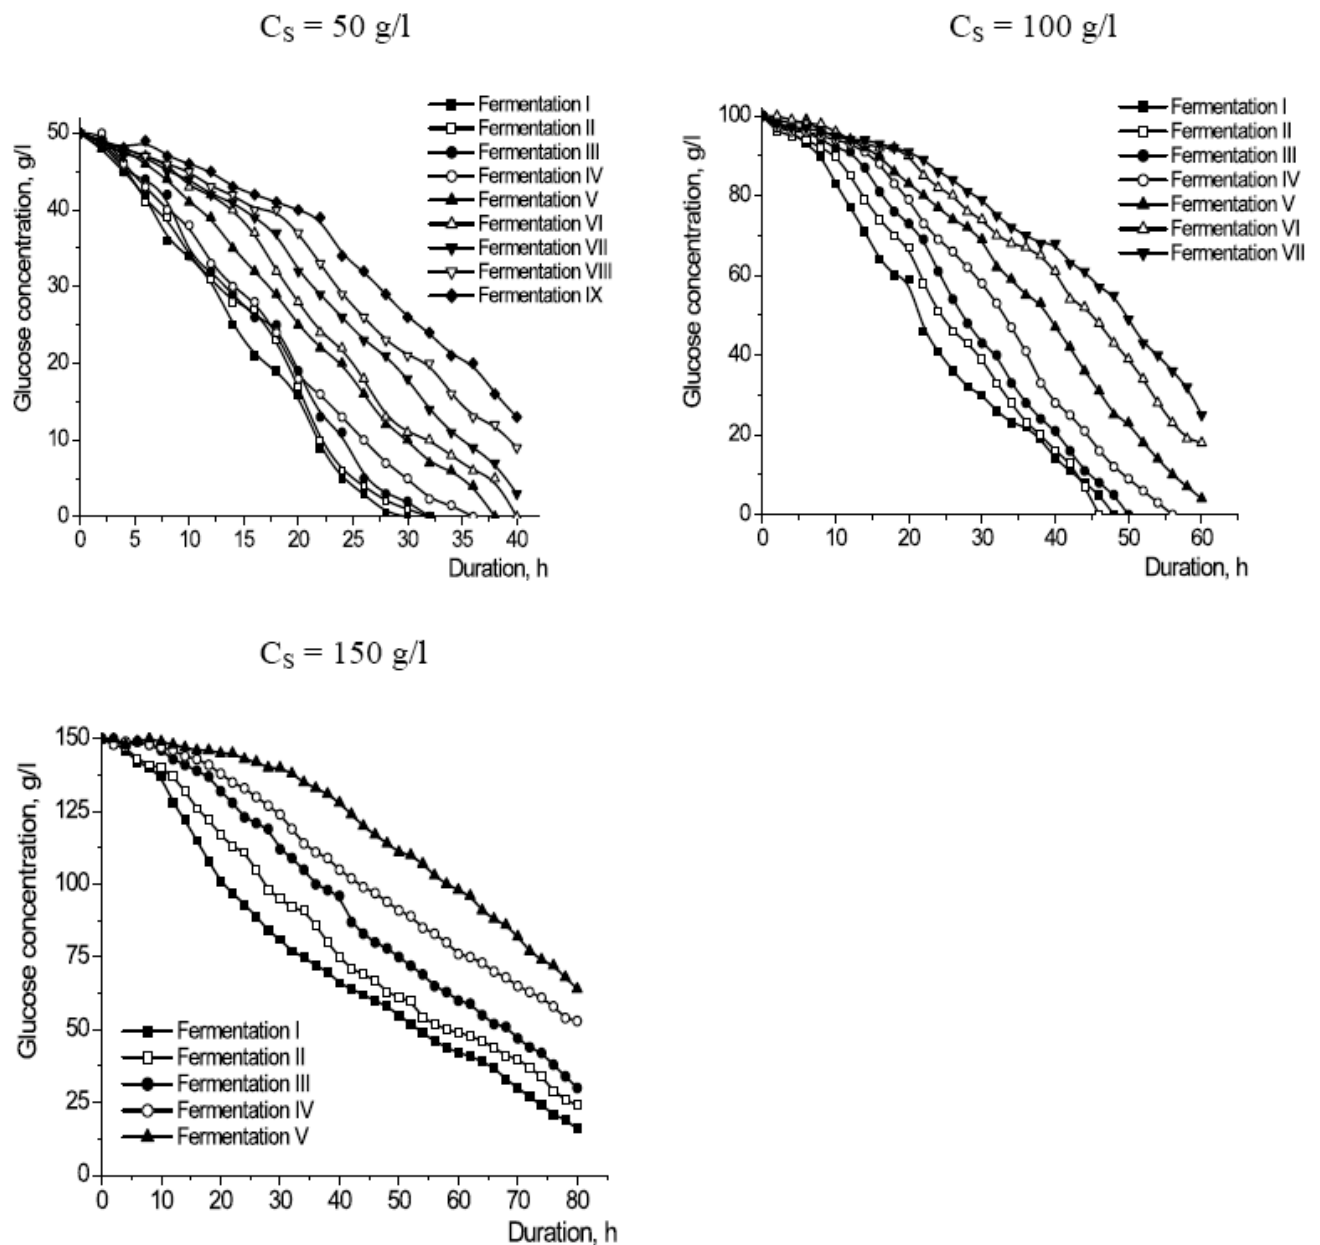 C_S = 50 g/l
Fermentation I
Fermentation II
Fermentation III
Fermentation IV
Fermentation V
Fermentation VI
Fermentation VII
Fermentation VIII
Fermentation IX
Glucose concentration, g/l
50
40
30
20
10
0
0 5 10 15 20 25 30 35 40
Duration, h
C_S = 100 g/l
Fermentation I
Fermentation II
Fermentation III
Fermentation IV
Fermentation V
Fermentation VI
Fermentation VII
Glucose concentration, g/l
100
80
60
40
20
0
0 10 20 30 40 50 60
Duration, h
C_S = 150 g/l
Glucose concentration, g/l
150
125
100
75
50
25
0
Fermentation I
Fermentation II
Fermentation III
Fermentation IV
Fermentation V
0 10 20 30 40 50 60 70 80
Duration, h